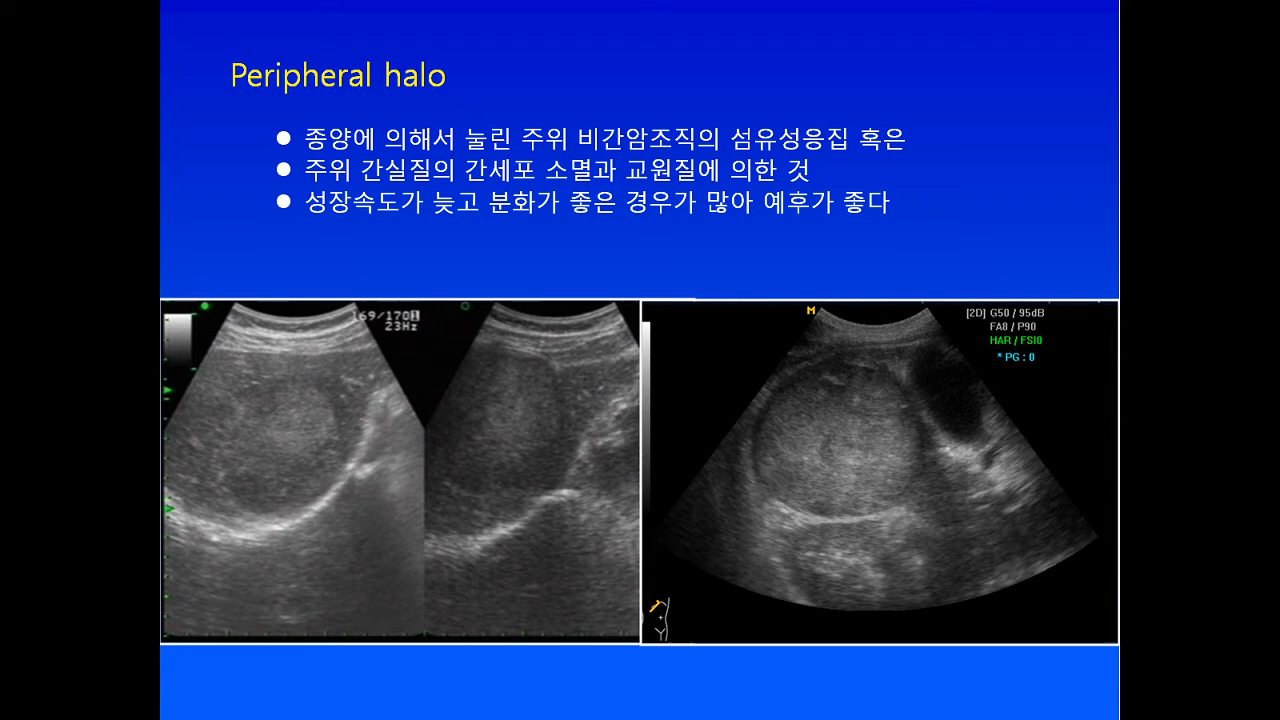 Peripheral halo
● 종양에 의해서 눌린 주위 비간암조직의 섬유성응집 혹은
● 주위 간실질의 간세포 소멸과 교원질에 의한 것
● 성장속도가 늦고 분화가 좋은 경우가 많아 예후가 좋다
169/170
23Hz
M
[2D] G50 / 95dB
FA8 / P90
HAR / FSI0
* PG : 0